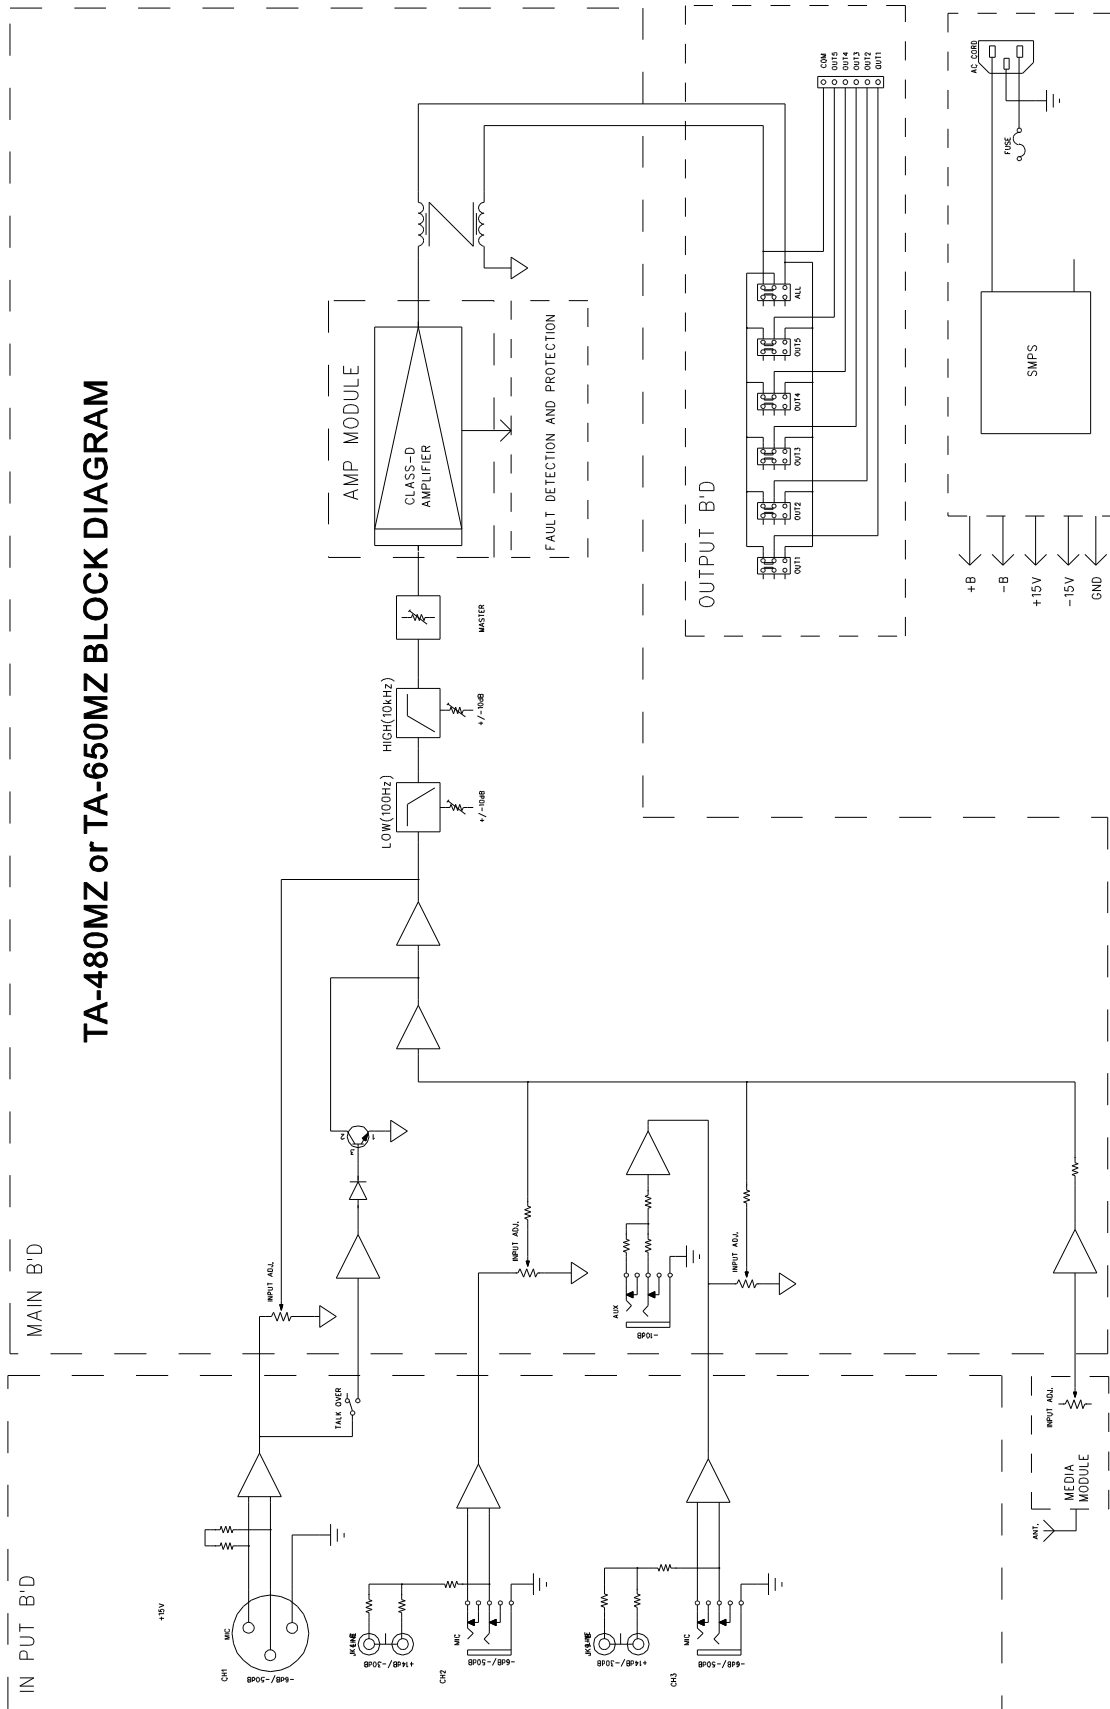 TA-480MZ or TA-650MZ BLOCK DIAGRAM
IN PUT B'D
+15V
CH1
MIC
-6dB/-50dB
TALK OVER
+14dB/-30dB
CH2
MIC
-6dB/-50dB
+14dB/-30dB
CH3
MIC
-6dB/-50dB
MEDIA
MODULE
ANT.
INPUT ADJ.
MAIN B'D
INPUT ADJ.
1
2
3
INPUT ADJ.
AUX
-10dB
INPUT ADJ.
LOW(100Hz)
+/-10dB
HIGH(10kHz)
+/-10dB
MASTER
AMP MODULE
CLASS-D
AMPLIFIER
FAULT DETECTION AND PROTECTION
OUTPUT B'D
OUT1
OUT2
OUT3
OUT4
OUT5
ALL
COM
OUT5
OUT4
OUT3
OUT2
OUT1
AC CORD
FUSE
SMPS
+B
-B
+15V
-15V
GND